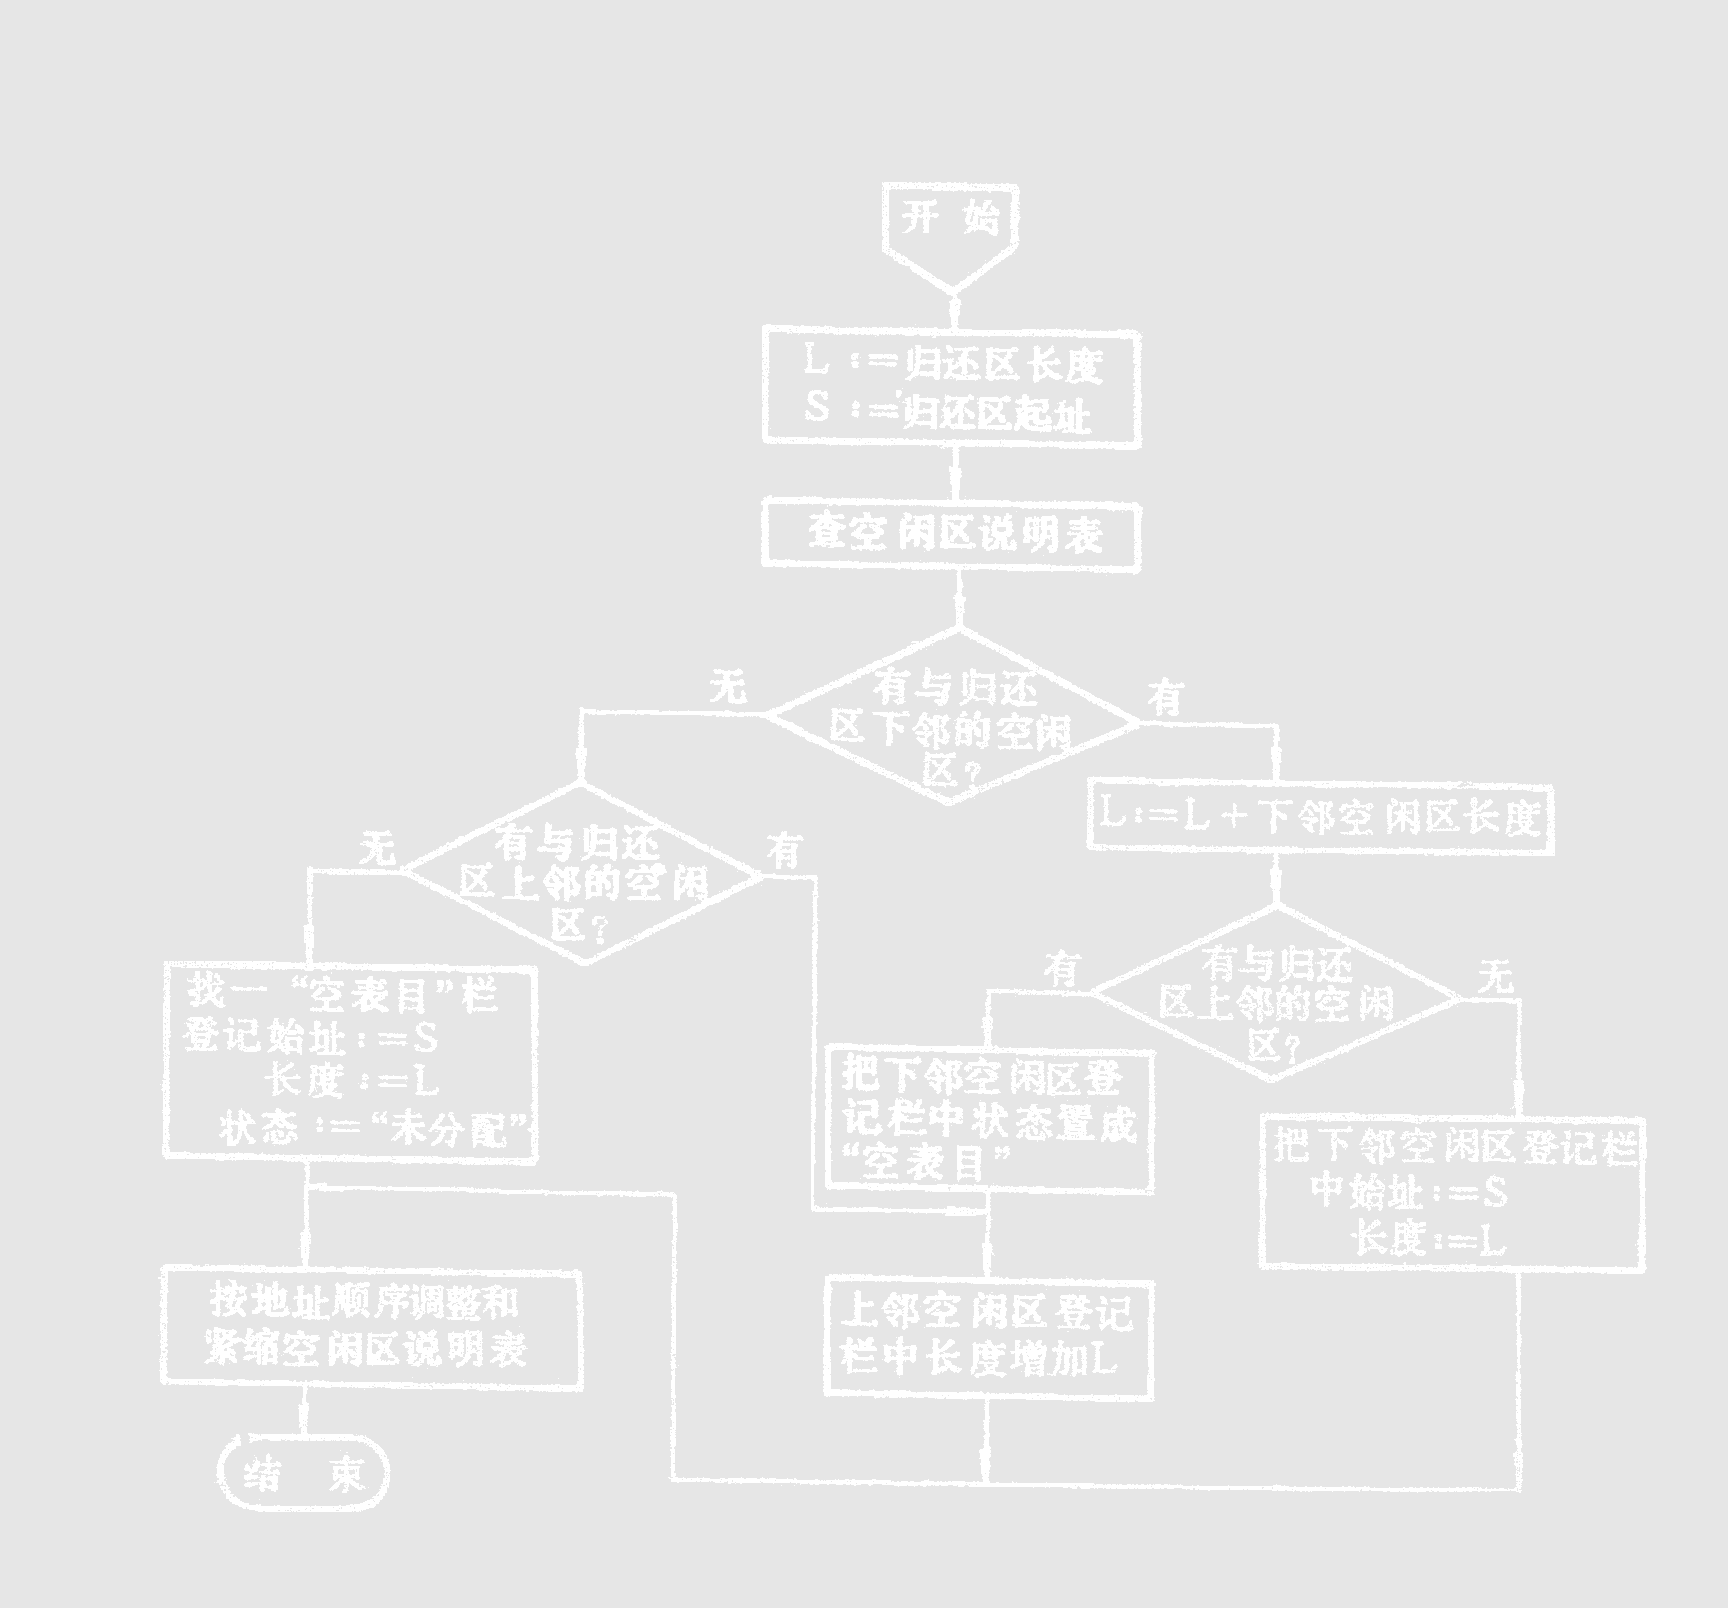 开 始
L:=归还区长度
S:=归还区起址
查空闲区说明表
无
有与归还
区下邻的空闲
区?
有
L:=L+下邻空闲区长度
无
有与归还
区上邻的空闲
区?
有
有
有与归还
区上邻的空闲
区?
无
找一“空表目”栏
登记始址:=S
长度:=L
状态:=“未分配”
把下邻空闲区登
记栏中状态置成
“空表目”
把下邻空闲区登记栏
中始址:=S
长度:=L
按地址顺序调整和
紧缩空闲区说明表
上邻空闲区登记
栏中长度增加L
结 束